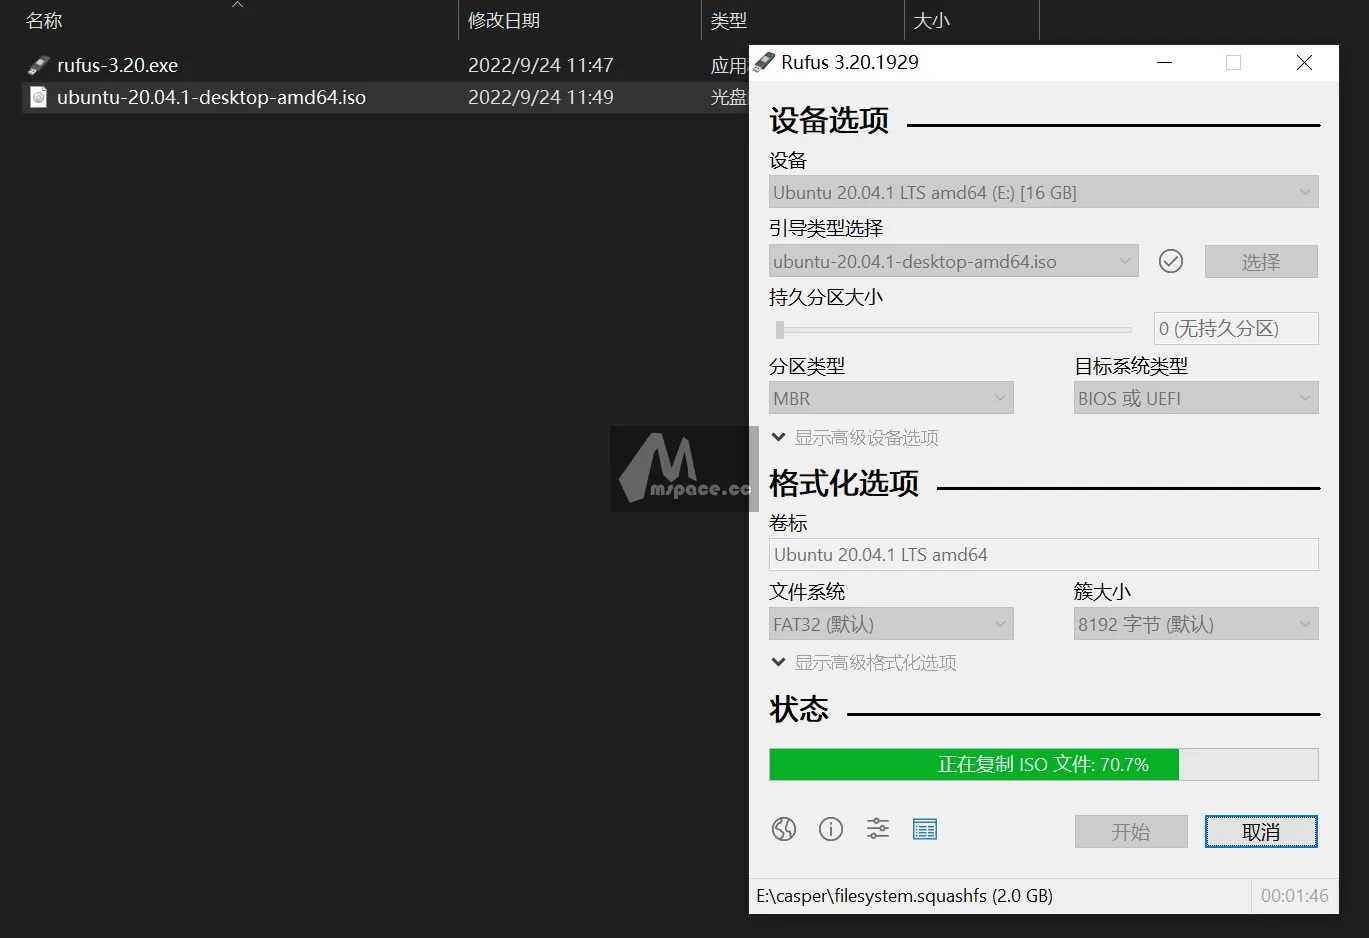 名称 修改日期 类型 大小
rufus-3.20.exe 2022/9/24 11:47 应用
ubuntu-20.04.1-desktop-amd64.iso 2022/9/24 11:49 光盘
Rufus 3.20.1929
设备选项
设备
Ubuntu 20.04.1 LTS amd64 (E:) [16 GB]
引导类型选择
ubuntu-20.04.1-desktop-amd64.iso 选择
持久分区大小
0 (无持久分区)
分区类型 目标系统类型
MBR BIOS 或 UEFI
显示高级设备选项
mspace.cc
格式化选项
卷标
Ubuntu 20.04.1 LTS amd64
文件系统 簇大小
FAT32 (默认) 8192 字节 (默认)
显示高级格式化选项
状态
正在复制 ISO 文件: 70.7%
开始 取消
E:\casper\filesystem.squashfs (2.0 GB) 00:01:46